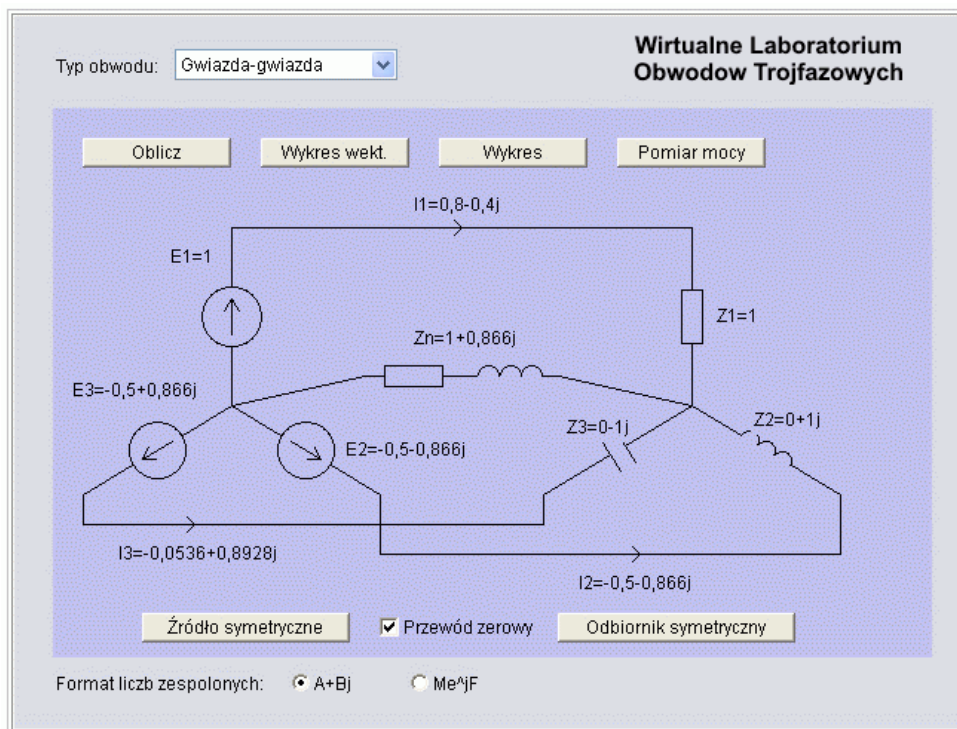 Wirtualne Laboratorium
Obwodow Trojfazowych
Typ obwodu: Gwiazda-gwiazda
Oblicz Wykres wekt. Wykres Pomiar mocy
I1=0,8-0,4j
E1=1
Z1=1
Zn=1+0,866j
E3=-0,5+0,866j
Z3=0-1j
Z2=0+1j
E2=-0,5-0,866j
I3=-0,0536+0,8928j
I2=-0,5-0,866j
Źródło symetryczne Przewód zerowy Odbiornik symetryczny
Format liczb zespolonych: A+Bj Me^jF